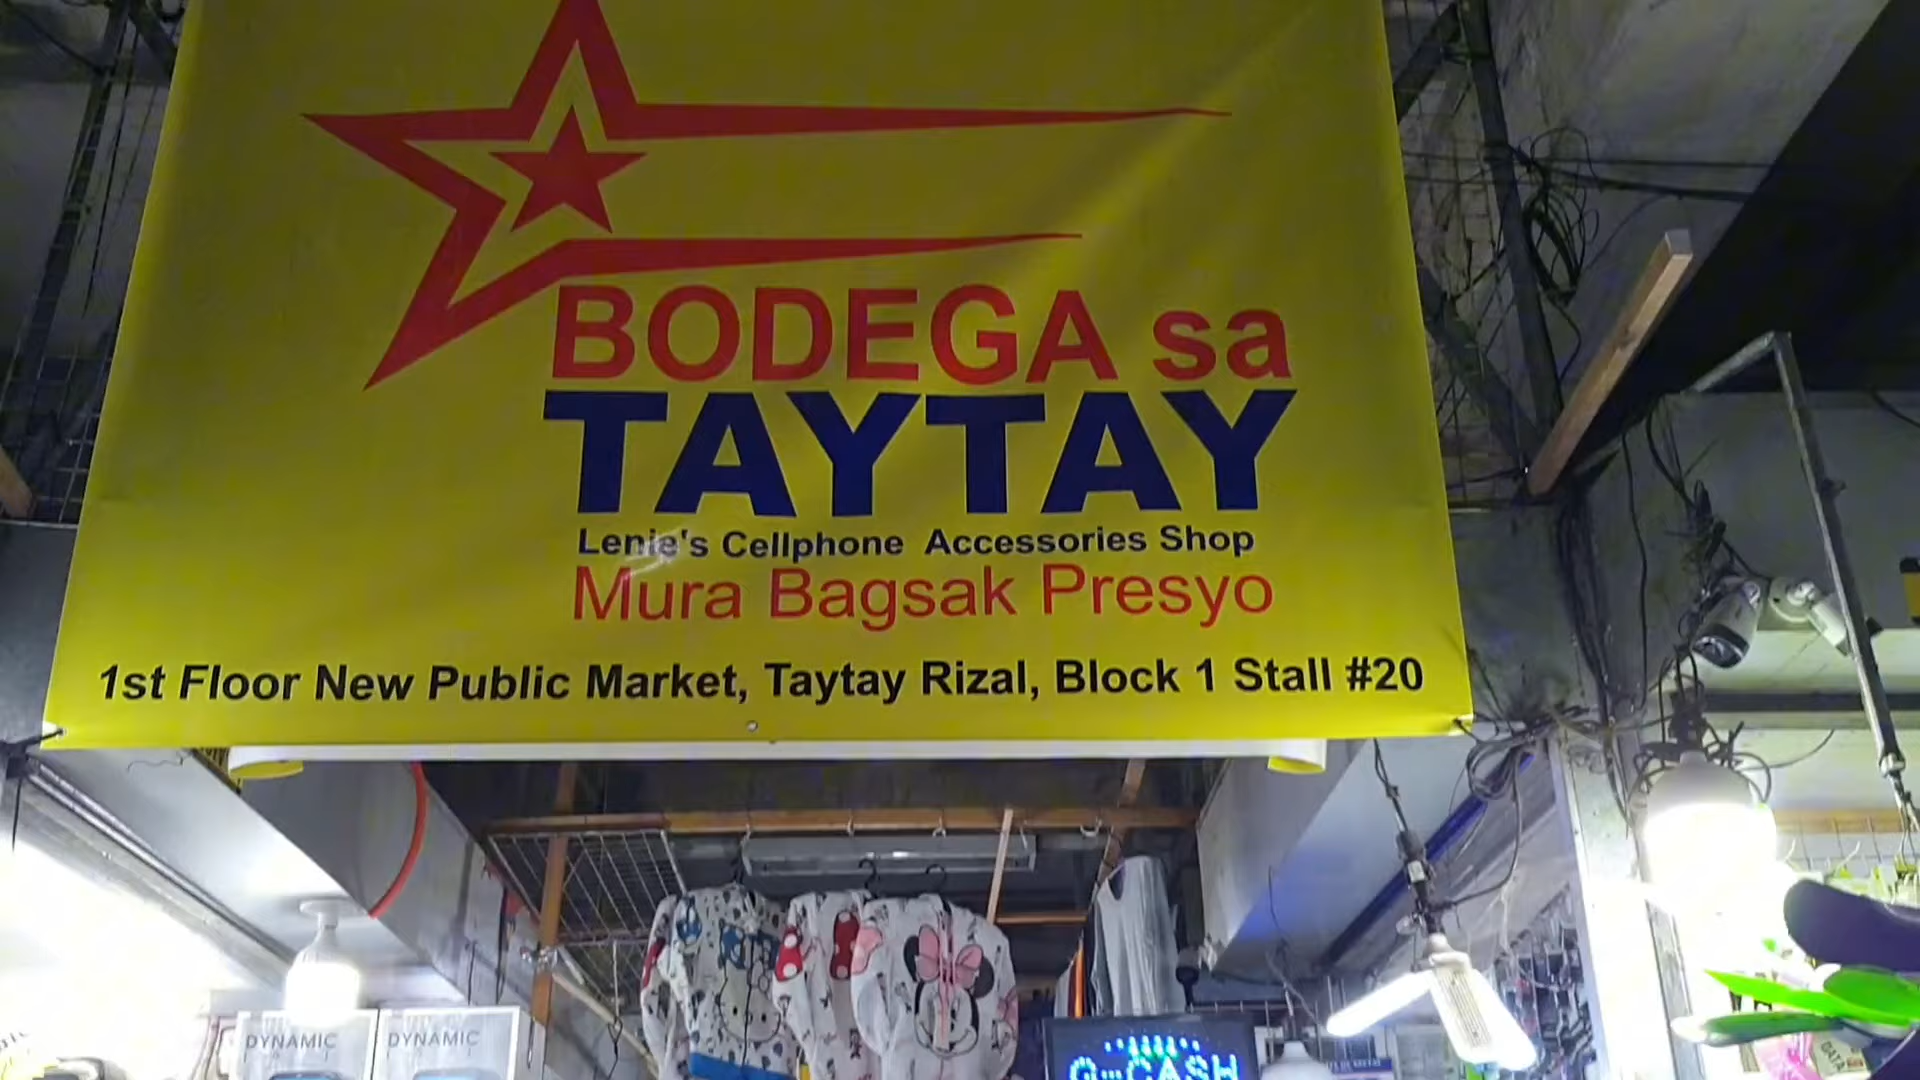 BODEGA sa
TAYTAY
Lenie's Cellphone Accessories Shop
Mura Bagsak Presyo
1st Floor New Public Market, Taytay Rizal, Block 1 Stall #20
DYNAMIC
DYNAMIC
G-CASH
DATA